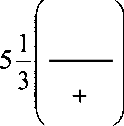 5 1/3 ( —— + )